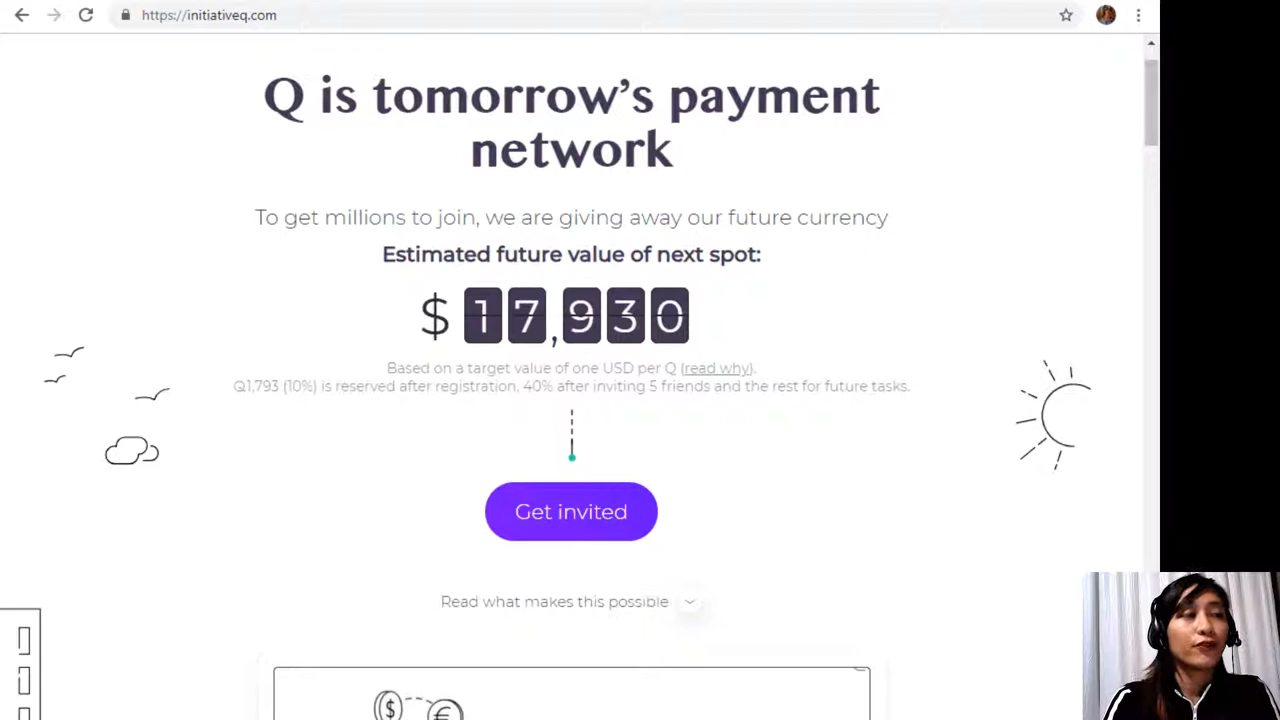 https://initiativeq.com
Q is tomorrow's payment
network
To get millions to join, we are giving away our future currency
Estimated future value of next spot:
$ 17,930
Based on a target value of one USD per Q (read why).
Q1,793 (10%) is reserved after registration, 40% after inviting 5 friends and the rest for future tasks.
Get invited
Read what makes this possible
$ €